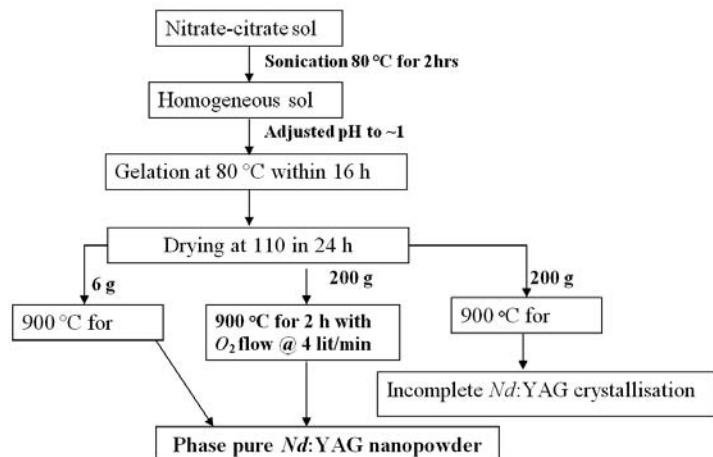 Nitrate-citrate sol
Sonication 80 °C for 2hrs
Homogeneous sol
Adjusted pH to ~1
Gelation at 80 °C within 16 h
Drying at 110 in 24 h
6 g
200 g
200 g
900 °C for
900 °C for 2 h with
O₂ flow @ 4 lit/min
900 °C for
Incomplete Nd:YAG crystallisation
Phase pure Nd:YAG nanopowder